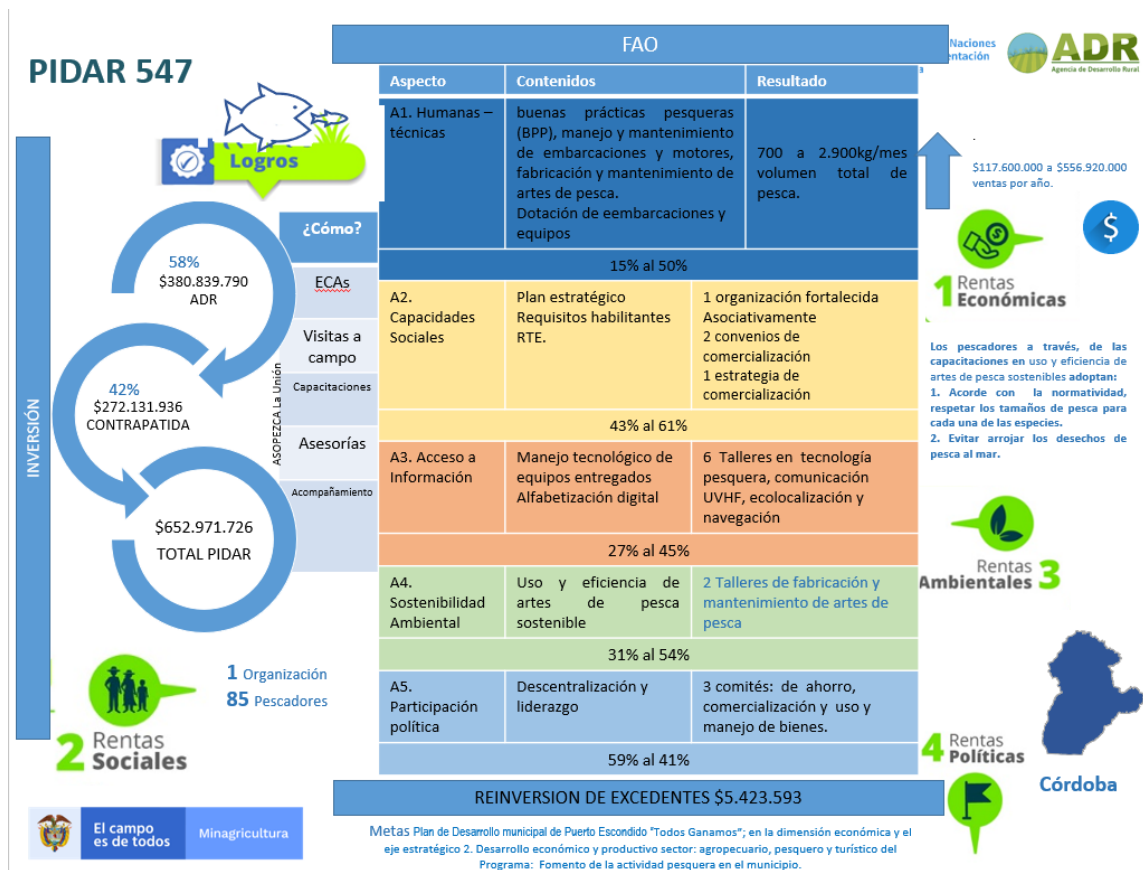 PIDAR 547
FAO
Naciones
entación
ADR
Agencia de Desarrollo Rural
Logros
INVERSIÓN
58%
$380.839.790
ADR
42%
$272.131.936
CONTRAPATIDA
$652.971.726
TOTAL PIDAR
ASOPEZCA La Unión
¿Cómo?
ECAs
Visitas a
campo
Capacitaciones
Asesorías
Acompañamiento
Aspecto Contenidos Resultado
A1. Humanas –
técnicas
buenas prácticas pesqueras
(BPP), manejo y mantenimiento
de embarcaciones y motores,
fabricación y mantenimiento de
artes de pesca.
Dotación de eembarcaciones y
equipos
700 a 2.900kg/mes
volumen total de
pesca.
15% al 50%
A2.
Capacidades
Sociales
Plan estratégico
Requisitos habilitantes
RTE.
1 organización fortalecida
Asociativamente
2 convenios de
comercialización
1 estrategia de
comercialización
43% al 61%
A3. Acceso a
Información
Manejo tecnológico de
equipos entregados
Alfabetización digital
6 Talleres en tecnología
pesquera, comunicación
UVHF, ecolocalización y
navegación
27% al 45%
A4.
Sostenibilidad
Ambiental
Uso y eficiencia de
artes de pesca
sostenible
2 Talleres de fabricación y
mantenimiento de artes de
pesca
31% al 54%
A5.
Participación
política
Descentralización y
liderazgo
3 comités: de ahorro,
comercialización y uso y
manejo de bienes.
59% al 41%
REINVERSION DE EXCEDENTES $5.423.593
.
$117.600.000 a $556.920.000
ventas por año.
$
1 Rentas
Económicas
Los pescadores a través, de las
capacitaciones en uso y eficiencia de
artes de pesca sostenibles adoptan:
1. Acorde con la normatividad,
respetar los tamaños de pesca para
cada una de las especies.
2. Evitar arrojar los desechos de
pesca al mar.
Rentas
Ambientales 3
4 Rentas
Políticas
Córdoba
1 Organización
85 Pescadores
2 Rentas
Sociales
El campo
es de todos
Minagricultura
Metas Plan de Desarrollo municipal de Puerto Escondido "Todos Ganamos"; en la dimensión económica y el
eje estratégico 2. Desarrollo económico y productivo sector: agropecuario, pesquero y turístico del
Programa: Fomento de la actividad pesquera en el municipio.